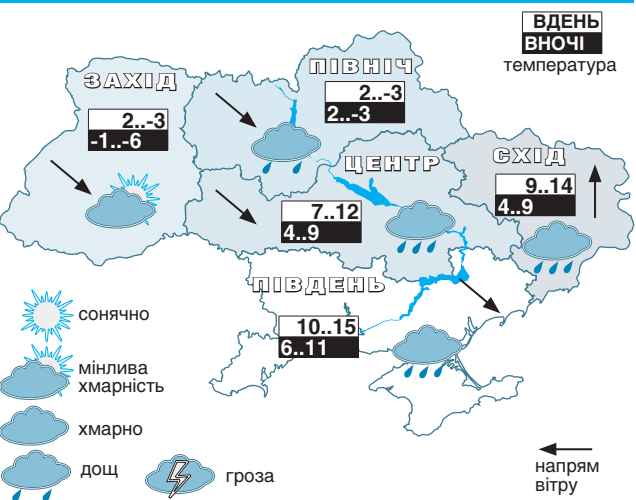 ВДЕНЬ
ВНОЧІ
температура
ЗАХІД
2..-3
-1..-6
ПІВНІЧ
2..-3
2..-3
ЦЕНТР
7..12
4..9
СХІД
9..14
4..9
ПІВДЕНЬ
10..15
6..11
сонячно
мінлива
хмарність
хмарно
дощ
гроза
напрям
вітру